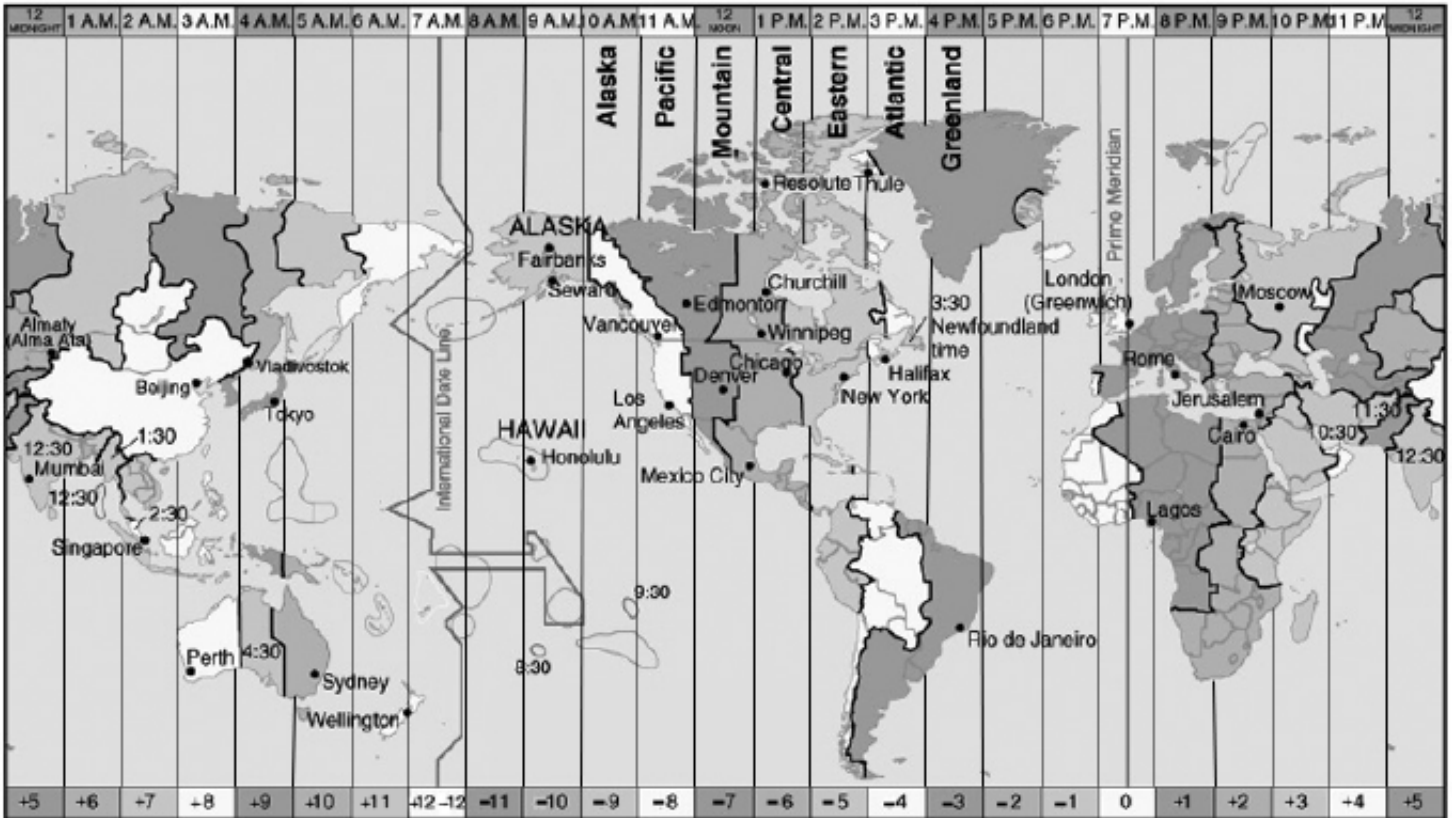 12 MIDNIGHT 1 A.M. 2 A.M. 3 A.M. 4 A.M. 5 A.M. 6 A.M. 7 A.M. 8 A.M. 9 A.M. 10 A.M. 11 A.M. 12 NOON 1 P.M. 2 P.M. 3 P.M. 4 P.M. 5 P.M. 6 P.M. 7 P.M. 8 P.M. 9 P.M. 10 P.M. 11 P.M. 12 MIDNIGHT
Alaska
Pacific
Mountain
Central
Eastern
Atlantic
Greenland
Prime Meridian
International Date Line
Resolute
Thule
ALASKA
Fairbanks
Seward
Vancouver
Edmonton
Churchill
Winnipeg
3:30
Newfoundland
time
London
(Greenwich)
Moscow
Almaty
(Alma Ata)
Vladivostok
Beijing
Tokyo
Chicago
Denver
Halifax
New York
Los
Angeles
Rome
Jerusalem
Cairo
11:30
10:30
12:30
HAWAII
Honolulu
Mexico City
Lagos
12:30
1:30
Mumbai
12:30
2:30
Singapore
9:30
8:30
Rio de Janeiro
Perth
4:30
Sydney
Wellington
+5 +6 +7 +8 +9 +10 +11 +12 -12 -11 -10 -9 -8 -7 -6 -5 -4 -3 -2 -1 0 +1 +2 +3 +4 +5